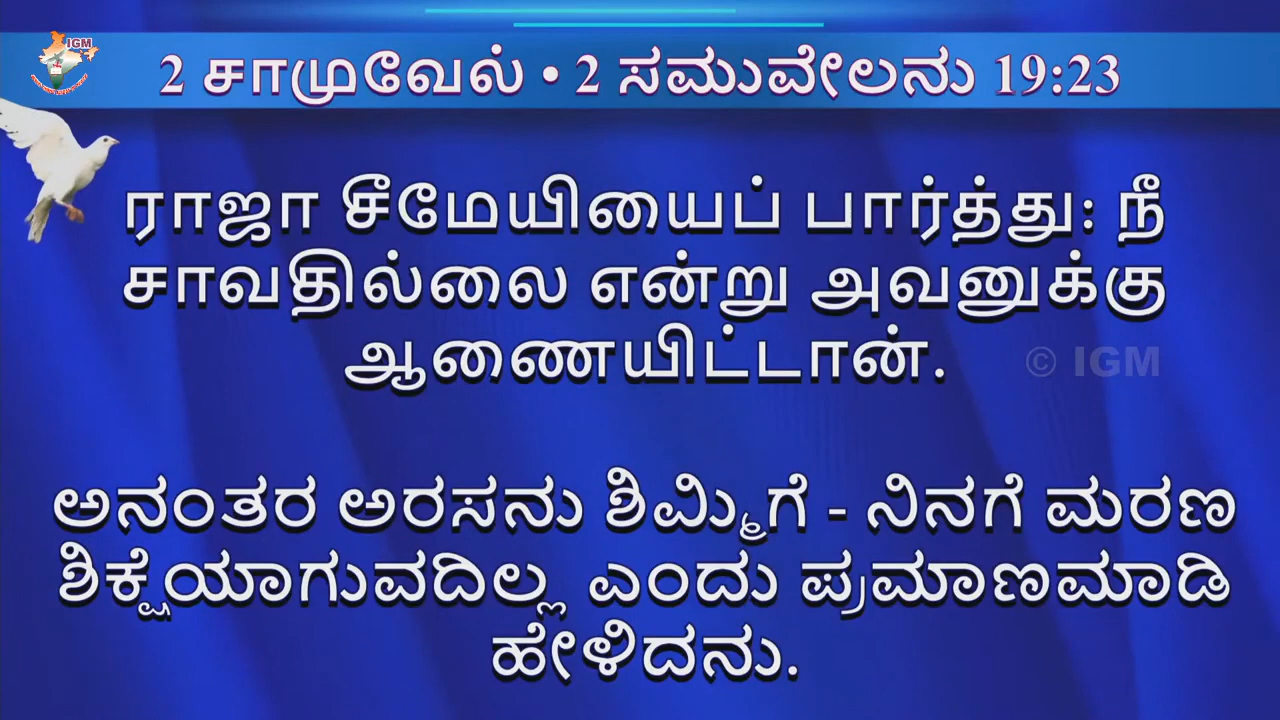 IGM
2 சாமுவேல் • 2 ಸಮುವೇಲನು 19:23
ராஜா சீமேயியைப் பார்த்து: நீ
சாவதில்லை என்று அவனுக்கு
ஆணையிட்டான்.
© IGM
ಅನಂತರ ಅರಸನು ಶಿಮ್ಮಿಗೆ - ನಿನಗೆ ಮರಣ
ಶಿಕ್ಷೆಯಾಗುವದಿಲ್ಲ ಎಂದು ಪ್ರಮಾಣಮಾಡಿ
ಹೇಳಿದನು.